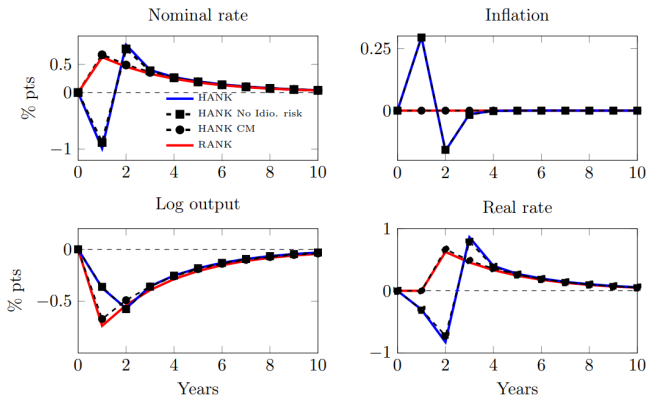 Nominal rate
Inflation
% pts
0.5
0
−1
HANK
HANK No Idio. risk
HANK CM
RANK
0 2 4 6 8 10
0.25
0
0 2 4 6 8 10
Log output
Real rate
% pts
0
−0.5
0 2 4 6 8 10
Years
1
0
−1
0 2 4 6 8 10
Years